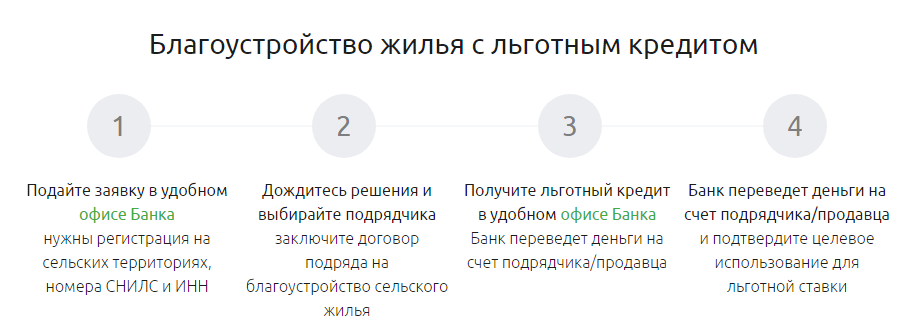 Благоустройство жилья с льготным кредитом
1
Подайте заявку в удобном
офисе Банка
нужны регистрация на
сельских территориях,
номера СНИЛС и ИНН
2
Дождитесь решения и
выбирайте подрядчика
заключите договор
подряда на
благоустройство сельского
жилья
3
Получите льготный кредит
в удобном офисе Банка
Банк переведет деньги на
счет подрядчика/продавца
4
Банк переведет деньги на
счет подрядчика/продавца
и подтвердите целевое
использование для
льготной ставки